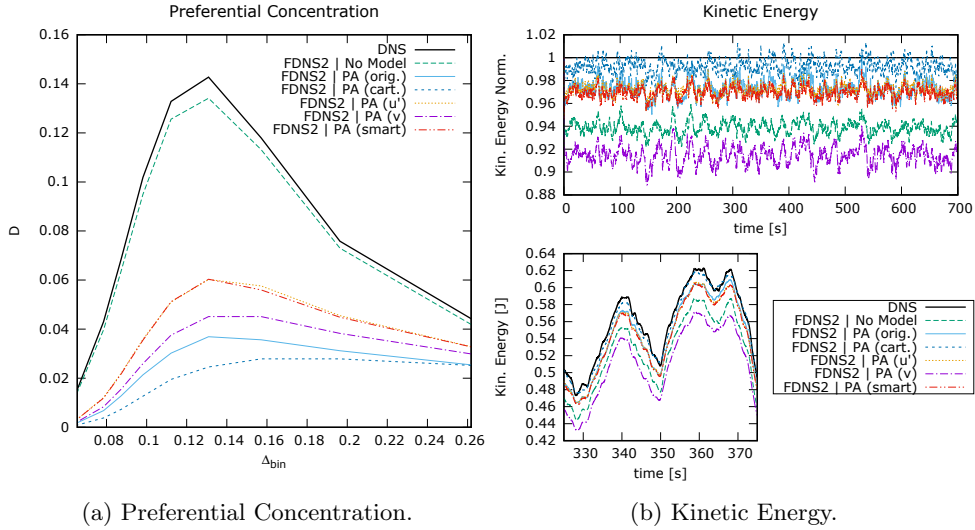 Preferential Concentration
0.16
0.14
0.12
0.1
0.08
0.06
0.04
0.02
0
D
0.08 0.1 0.12 0.14 0.16 0.18 0.2 0.22 0.24 0.26
Δbin
DNS
FDNS2 | No Model
FDNS2 | PA (orig.)
FDNS2 | PA (cart.)
FDNS2 | PA (u')
FDNS2 | PA (v)
FDNS2 | PA (smart)
(a) Preferential Concentration.
Kinetic Energy
Kin. Energy Norm.
1.02
1
0.98
0.96
0.94
0.92
0.9
0.88
0 100 200 300 400 500 600 700
time [s]
Kin. Energy [J]
0.64
0.62
0.6
0.58
0.56
0.54
0.52
0.5
0.48
0.46
0.44
0.42
330 340 350 360 370
time [s]
DNS
FDNS2 | No Model
FDNS2 | PA (orig.)
FDNS2 | PA (cart.)
FDNS2 | PA (u')
FDNS2 | PA (v)
FDNS2 | PA (smart)
(b) Kinetic Energy.